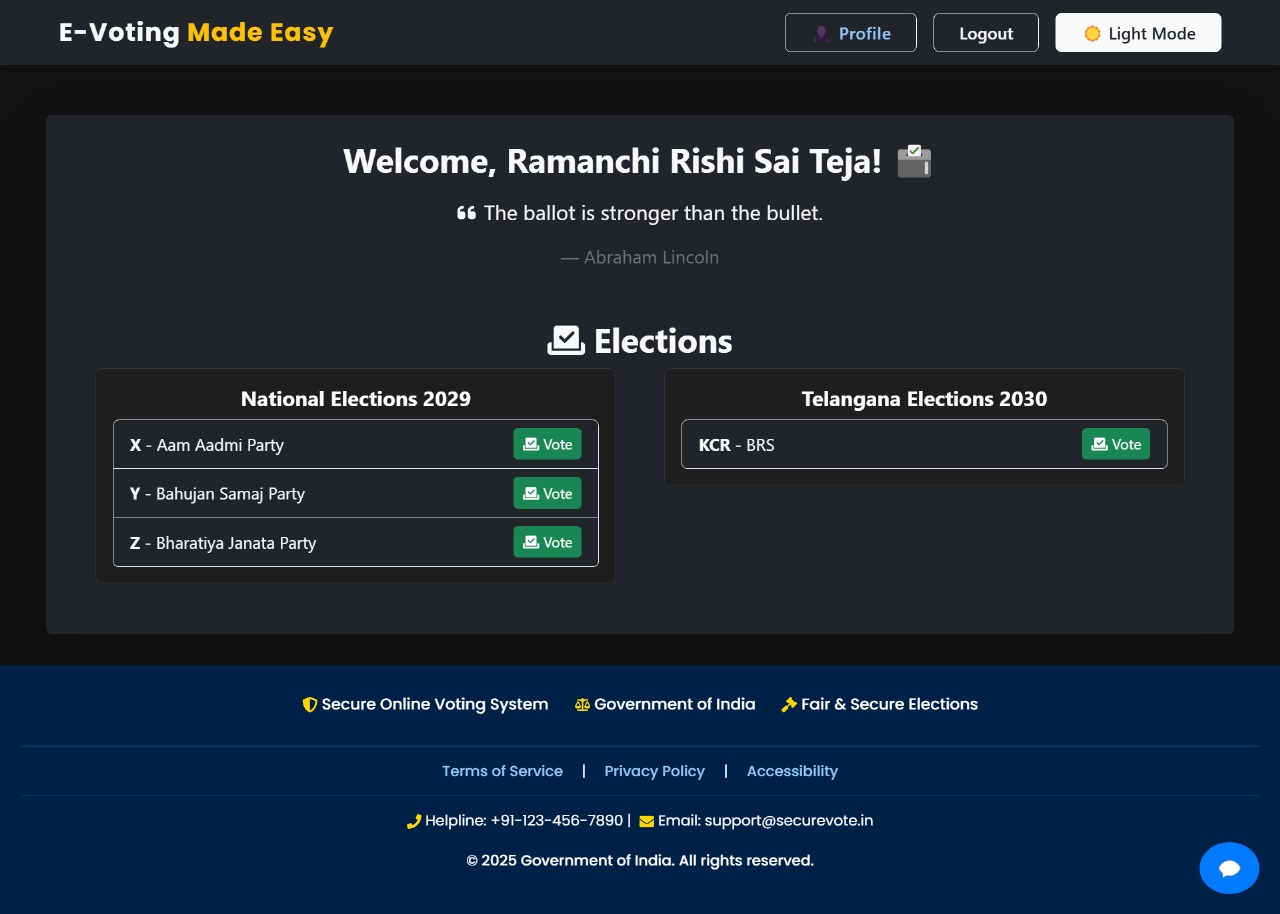 E-Voting Made Easy
Profile
Logout
Light Mode
Welcome, Ramanchi Rishi Sai Teja!
The ballot is stronger than the bullet.
— Abraham Lincoln
Elections
National Elections 2029
X - Aam Aadmi Party
Vote
Y - Bahujan Samaj Party
Vote
Z - Bharatiya Janata Party
Vote
Telangana Elections 2030
KCR - BRS
Vote
Secure Online Voting System
Government of India
Fair & Secure Elections
Terms of Service | Privacy Policy | Accessibility
Helpline: +91-123-456-7890 | Email: support@securevote.in
© 2025 Government of India. All rights reserved.